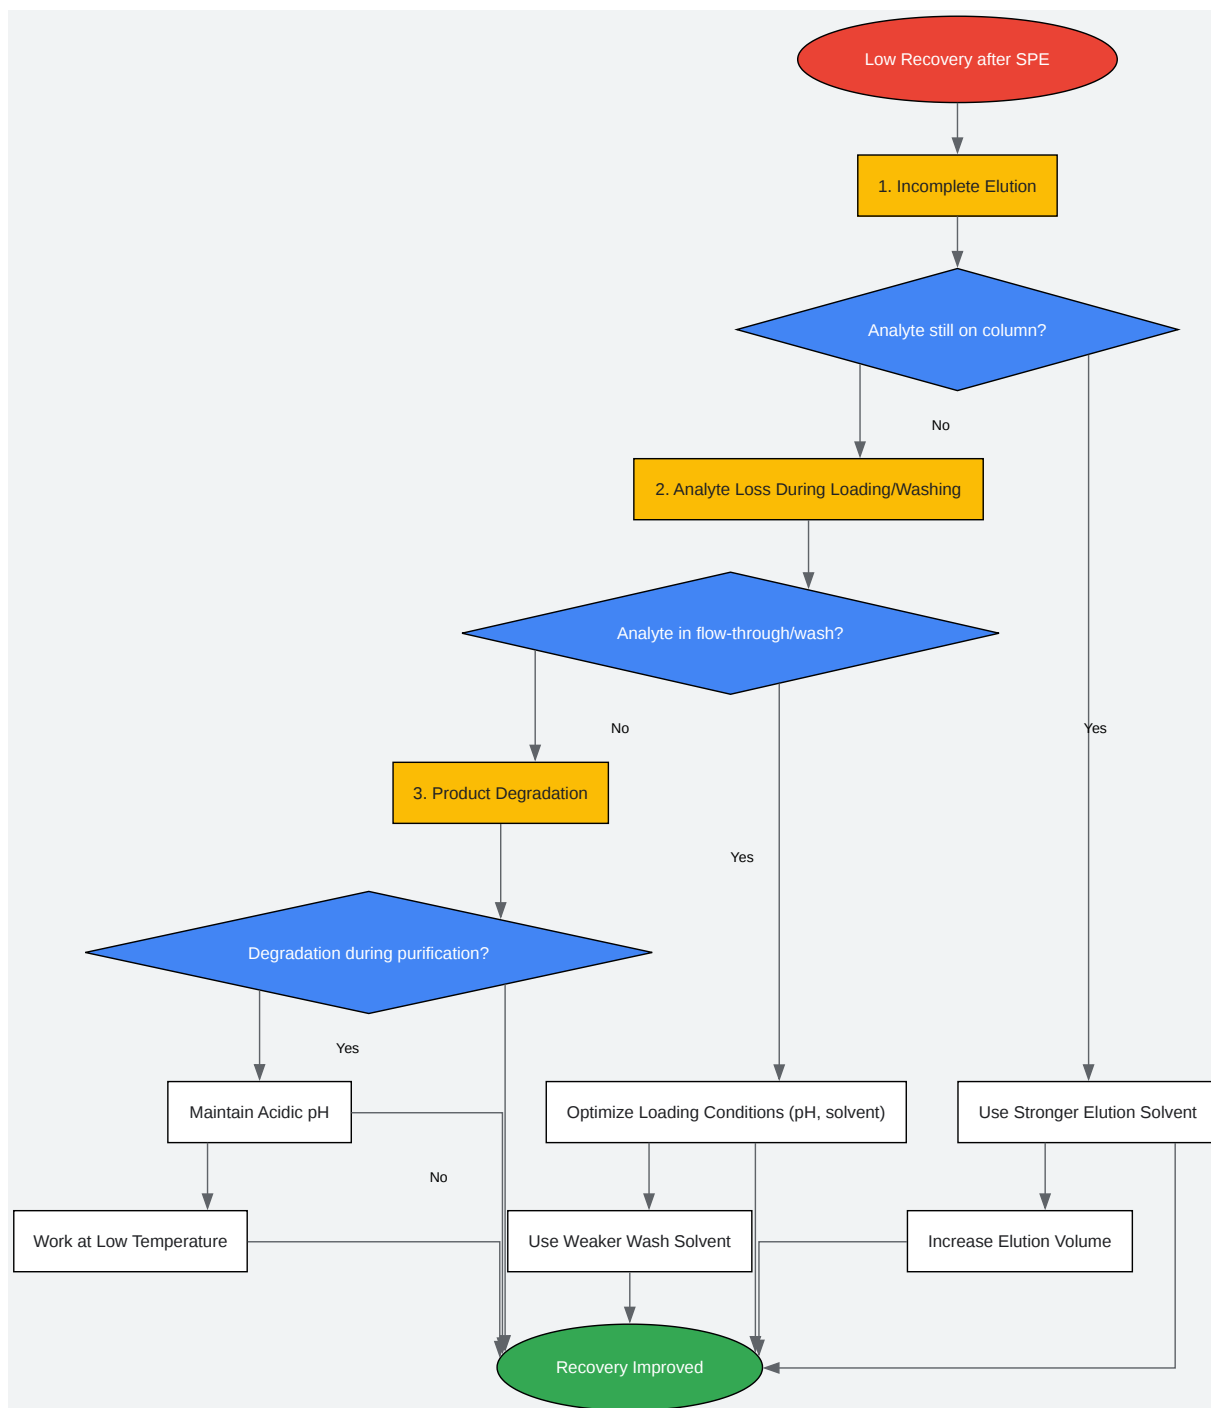 Low Recovery after SPE
1. Incomplete Elution
Analyte still on column?
No
2. Analyte Loss During Loading/Washing
Analyte in flow-through/wash?
No
Yes
3. Product Degradation
Yes
Degradation during purification?
Yes
Maintain Acidic pH
Optimize Loading Conditions (pH, solvent)
Use Stronger Elution Solvent
No
Work at Low Temperature
Use Weaker Wash Solvent
Increase Elution Volume
Recovery Improved